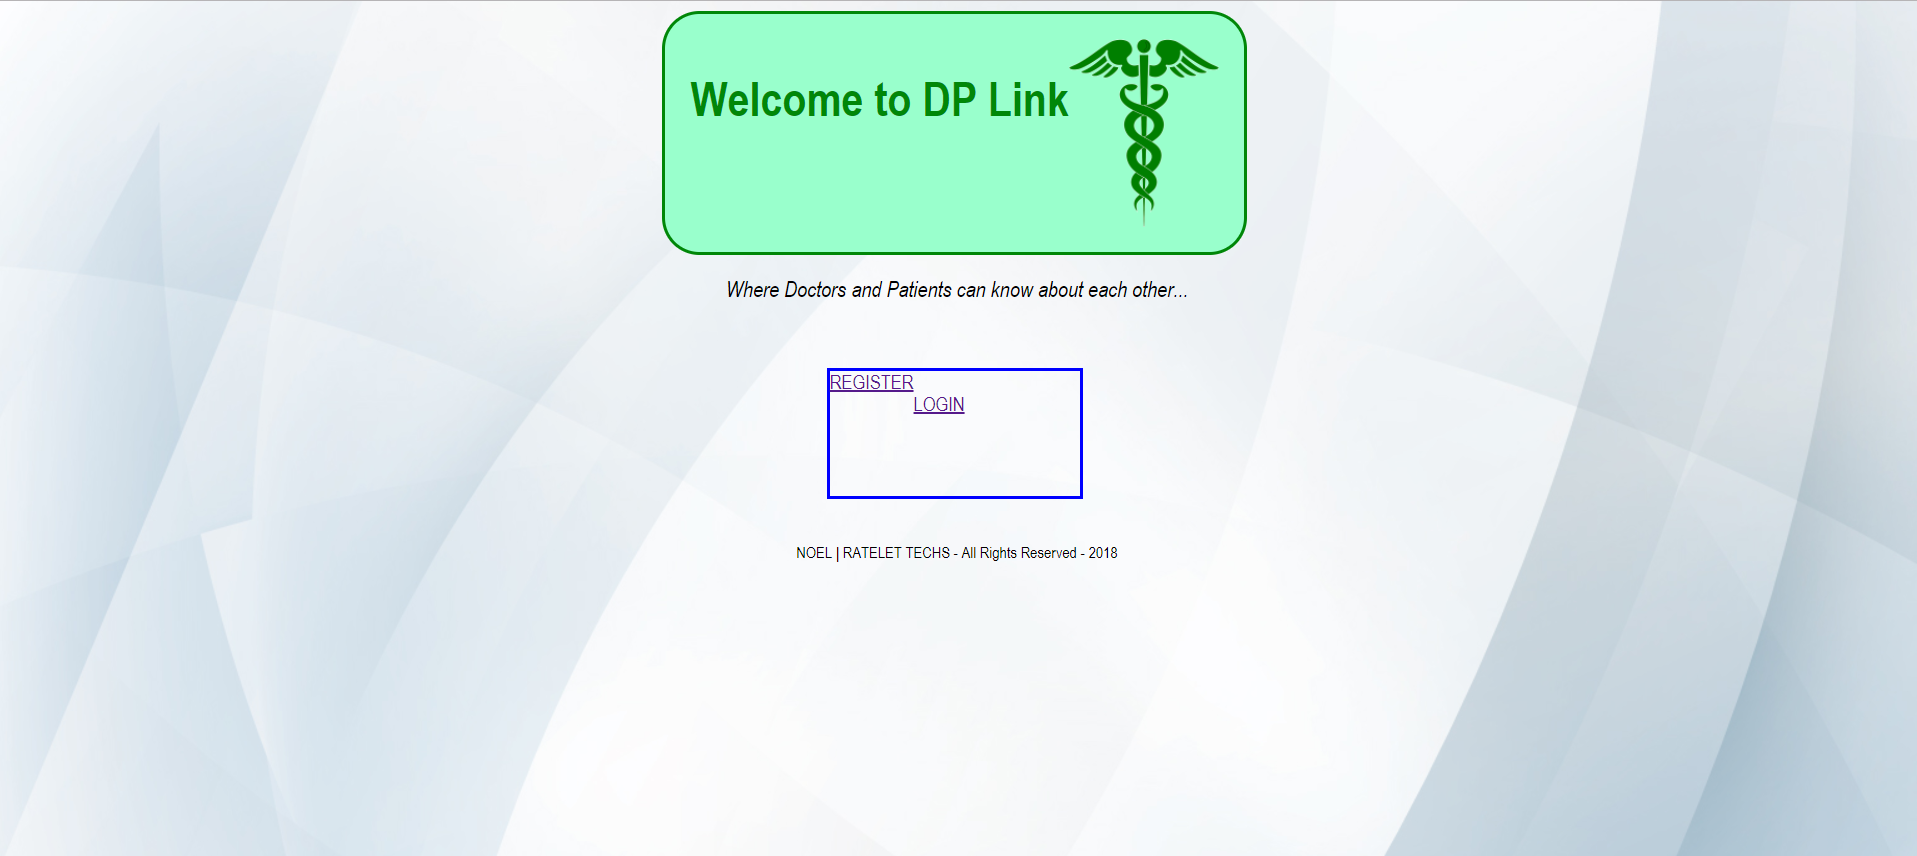 Welcome to DP Link
Where Doctors and Patients can know about each other...
REGISTER
LOGIN
NOEL | RATELET TECHS - All Rights Reserved - 2018